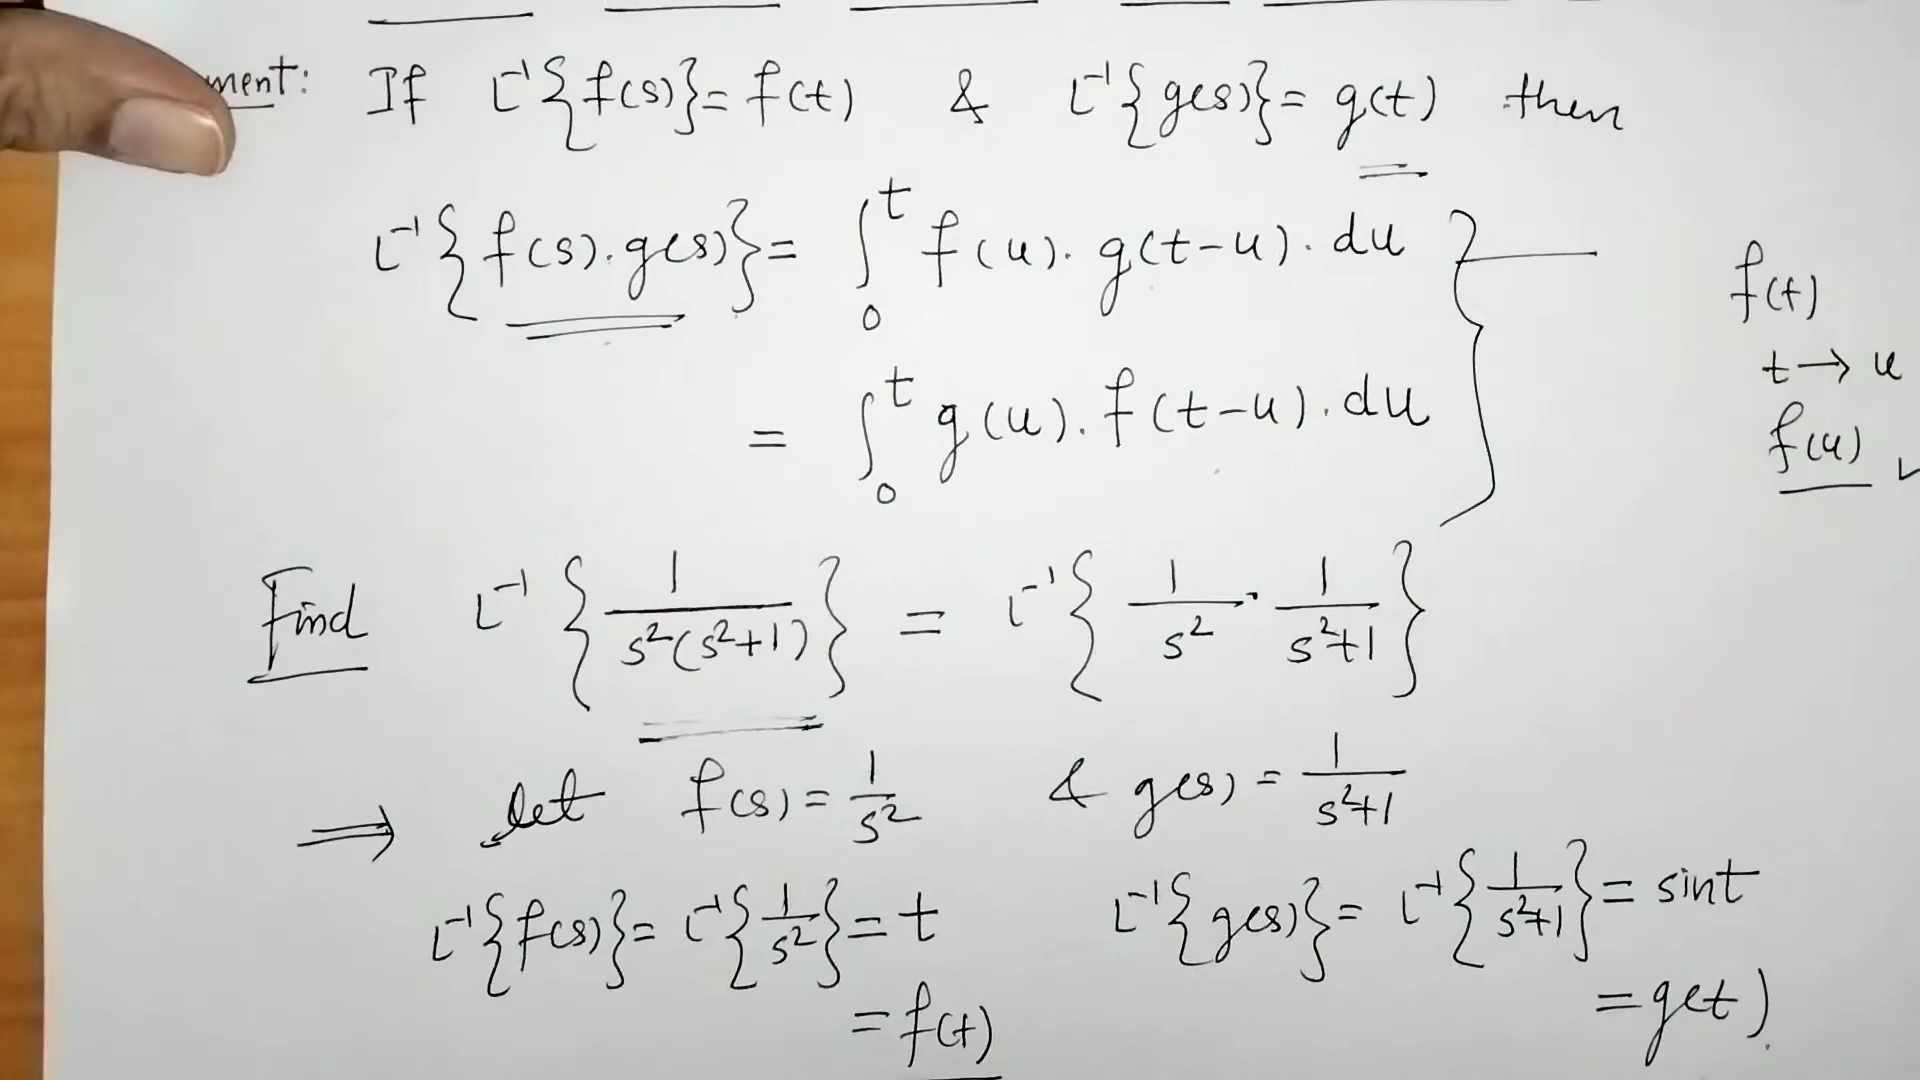 ment: If L⁻¹{f(s)}= f(t) & L⁻¹{g(s)}= g(t) then
L⁻¹{f(s).g(s)}= ∫₀ᵗ f(u). g(t-u). du
= ∫₀ᵗ g(u). f(t-u). du
f(t)
t → u
f(u) ✓
Find L⁻¹{1/s²(s²+1)} = L⁻¹{1/s² · 1/s²+1}
⇒ let f(s) = 1/s² & g(s) = 1/s²+1
L⁻¹{f(s)}= L⁻¹{1/s²}= t L⁻¹{g(s)}= L⁻¹{1/s²+1}= sint
= f(t) = g(t)